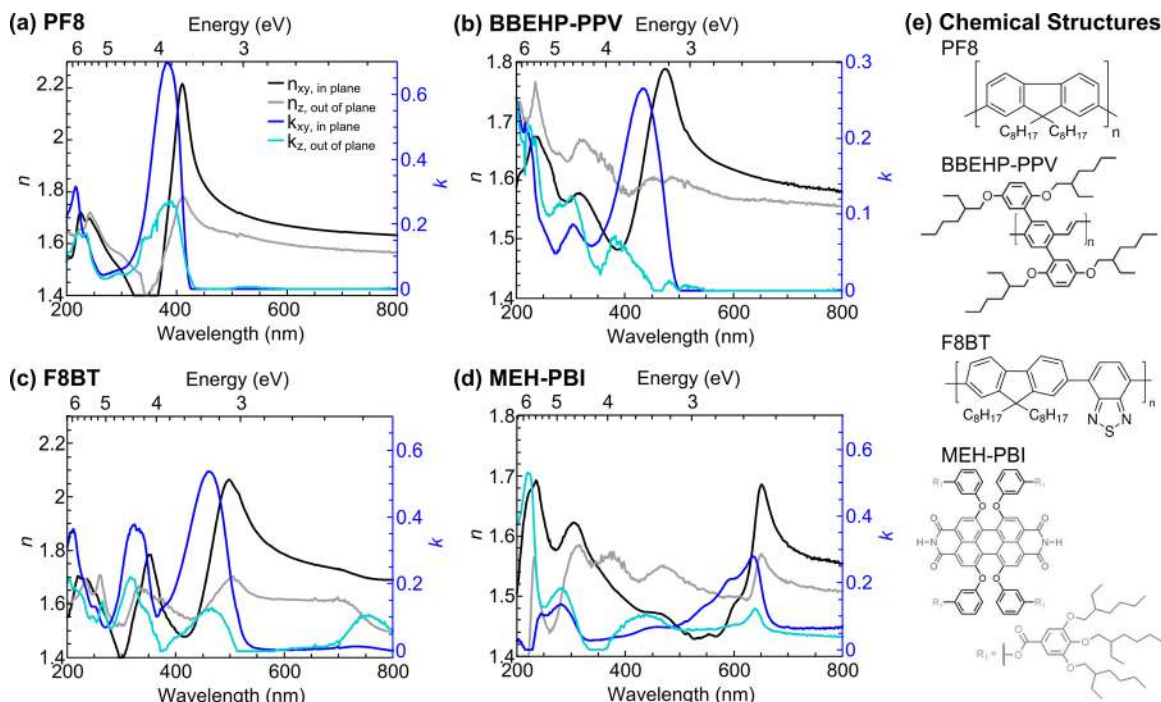 (a) PF8
Energy (eV)
6 5 4 3
2.2
2
1.8
1.6
1.4
n
n xy, in plane
n z, out of plane
k xy, in plane
k z, out of plane
0.6
0.4
0.2
0
k
200 400 600 800
Wavelength (nm)
(b) BBEHP-PPV
Energy (eV)
6 5 4 3
1.8
1.7
1.6
1.5
1.4
n
0.3
0.2
0.1
0
k
200 300 400 500 600 700 800
Wavelength (nm)
(c) F8BT
Energy (eV)
6 5 4 3
2.2
2
1.8
1.6
1.4
n
0.6
0.4
0.2
0
k
200 400 600 800
Wavelength (nm)
(d) MEH-PBI
Energy (eV)
6 5 4 3
1.8
1.7
1.6
1.5
1.4
n
0.6
0.4
0.2
0
k
200 400 600 800
Wavelength (nm)
(e) Chemical Structures
PF8
C8H17 C8H17
n
BBEHP-PPV
O O
n
O O
F8BT
C8H17 C8H17
N S N
n
MEH-PBI
R1 R1
O O
O O
H-N N-H
O O
O O
R1 R1
R1 =
O O
O
O
O